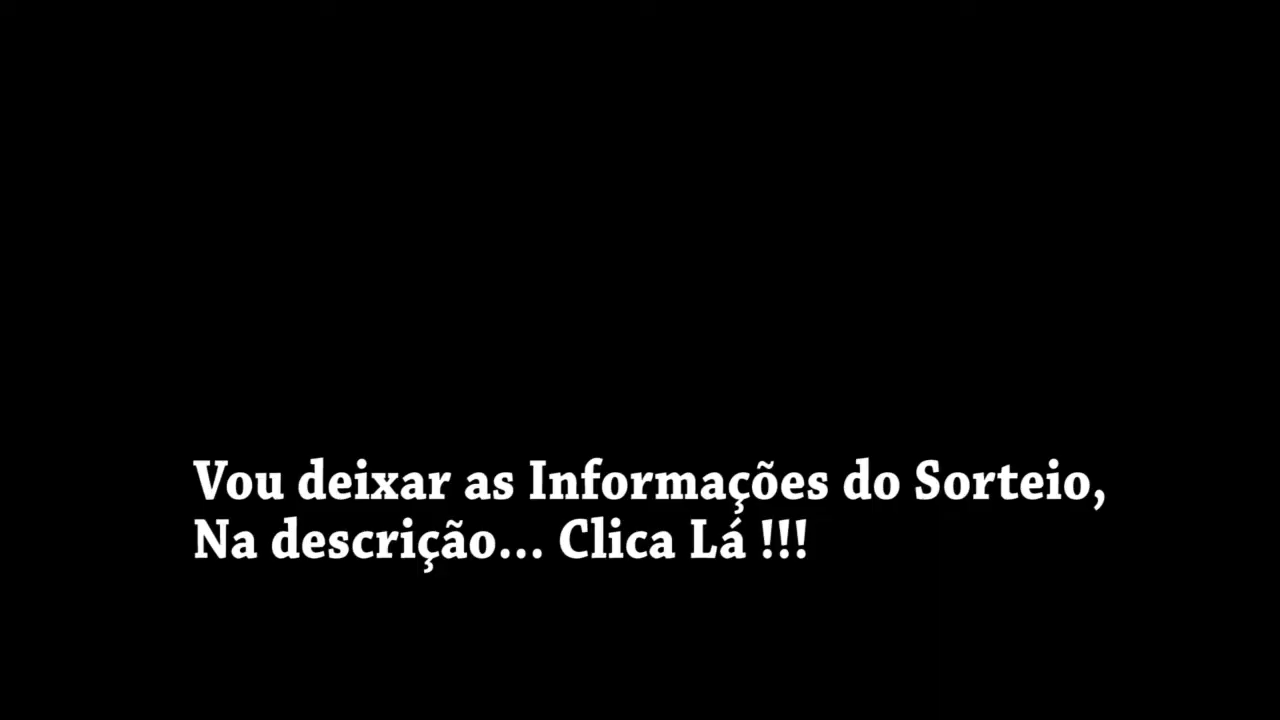 Vou deixar as Informações do Sorteio,
Na descrição... Clica Lá !!!